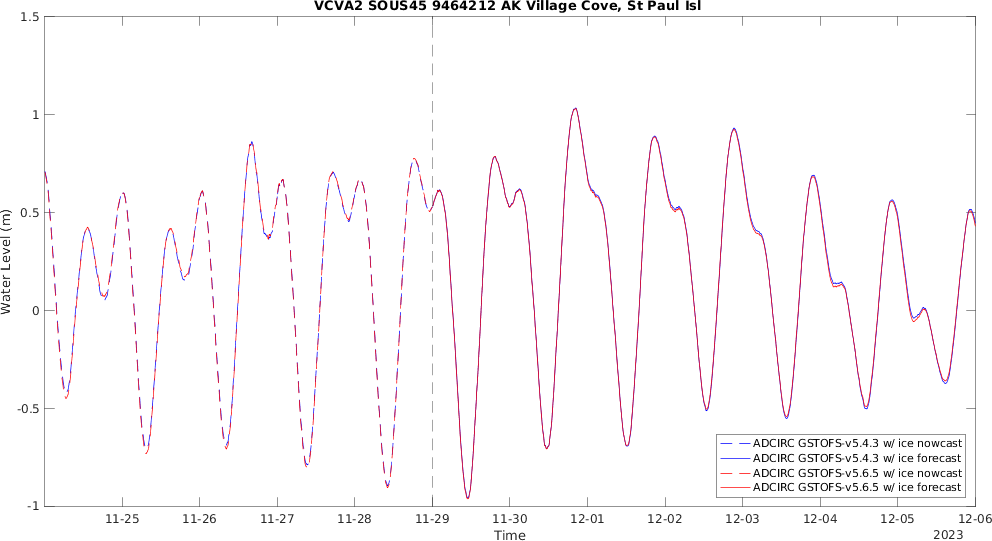 VCVA2 SOUS45 9464212 AK Village Cove, St Paul Isl
1.5
1
0.5
0
-0.5
-1
Water Level (m)
ADCIRC GSTOFS-v5.4.3 w/ ice nowcast
ADCIRC GSTOFS-v5.4.3 w/ ice forecast
ADCIRC GSTOFS-v5.6.5 w/ ice nowcast
ADCIRC GSTOFS-v5.6.5 w/ ice forecast
11-25 11-26 11-27 11-28 11-29 11-30 12-01 12-02 12-03 12-04 12-05 12-06
Time
2023